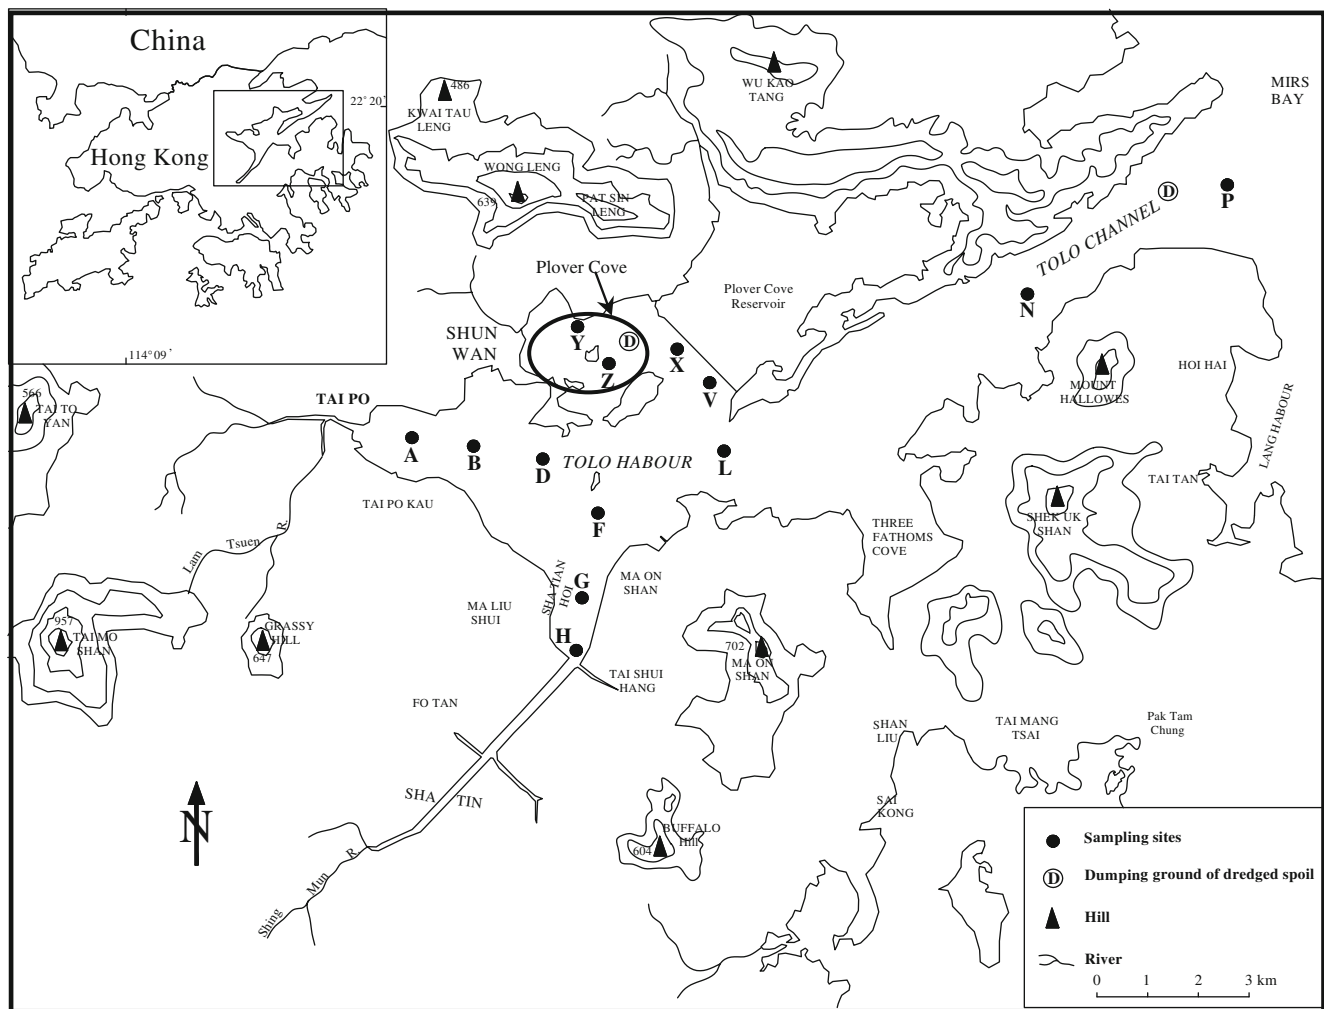 China
Hong Kong
22° 20'
114° 09'
486
KWAI TAU
LENG
WU KAO
TANG
MIRS
BAY
WONG LENG
639
PAT SIN
LENG
D
P
TOLO CHANNEL
N
Plover Cove
Plover Cove
Reservoir
SHUN
WAN
Y
D
Z
X
V
HOI HAI
MOUNT
HALLOWES
LANG HABOUR
566
TAI TO
YAN
TAI PO
A
B
D
TOLO HABOUR
L
TAI TAN
TAI PO KAU
F
THREE
FATHOMS
COVE
SHEK UK
SHAN
Lam
Tsuen
R.
SHA TIAN
HOI
G
MA ON
SHAN
MA LIU
SHUI
H
957
TAI MO
SHAN
GRASSY
HILL
647
702
MA ON
SHAN
TAI SHUI
HANG
FO TAN
SHAN
LIU
TAI MANG
TSAI
Pak Tam
Chung
SHA
TIN
SAI
KONG
N
BUFFALO
Hill
604
Shing
Mun
R.
Sampling sites
D
Dumping ground of dredged spoil
Hill
River
0 1 2 3 km